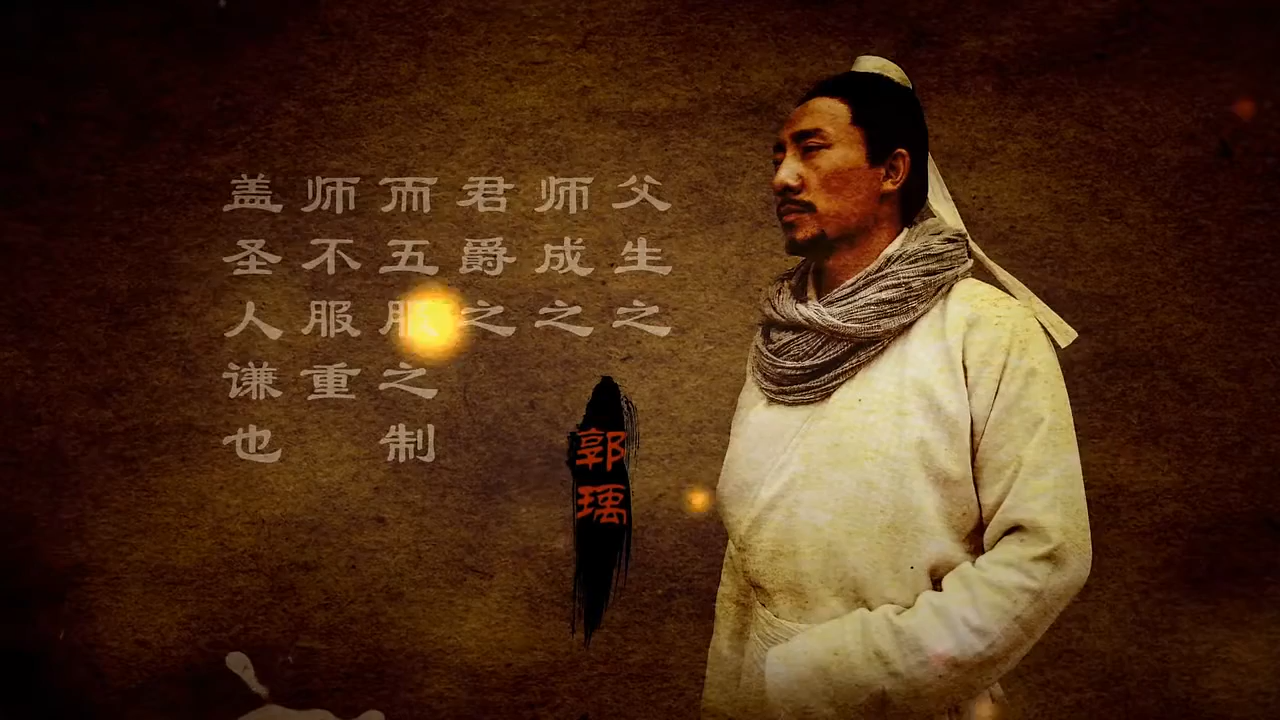 父生之
师成之
君爵之
而五服之制
师不服重
盖圣人谦也
郭瑀